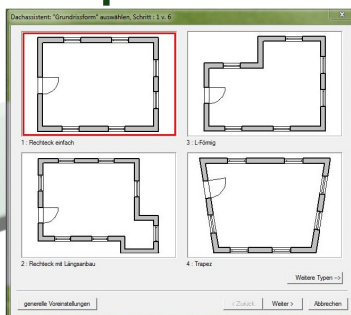 Dachassistent: "Grundrissform" auswählen, Schritt : 1 v. 6
1 : Rechteck einfach
3 : L-Förmig
2 : Rechteck mit Längsanbau
4 : Trapez
Weitere Typen -->
generelle Voreinstellungen
< Zurück
Weiter >
Abbrechen